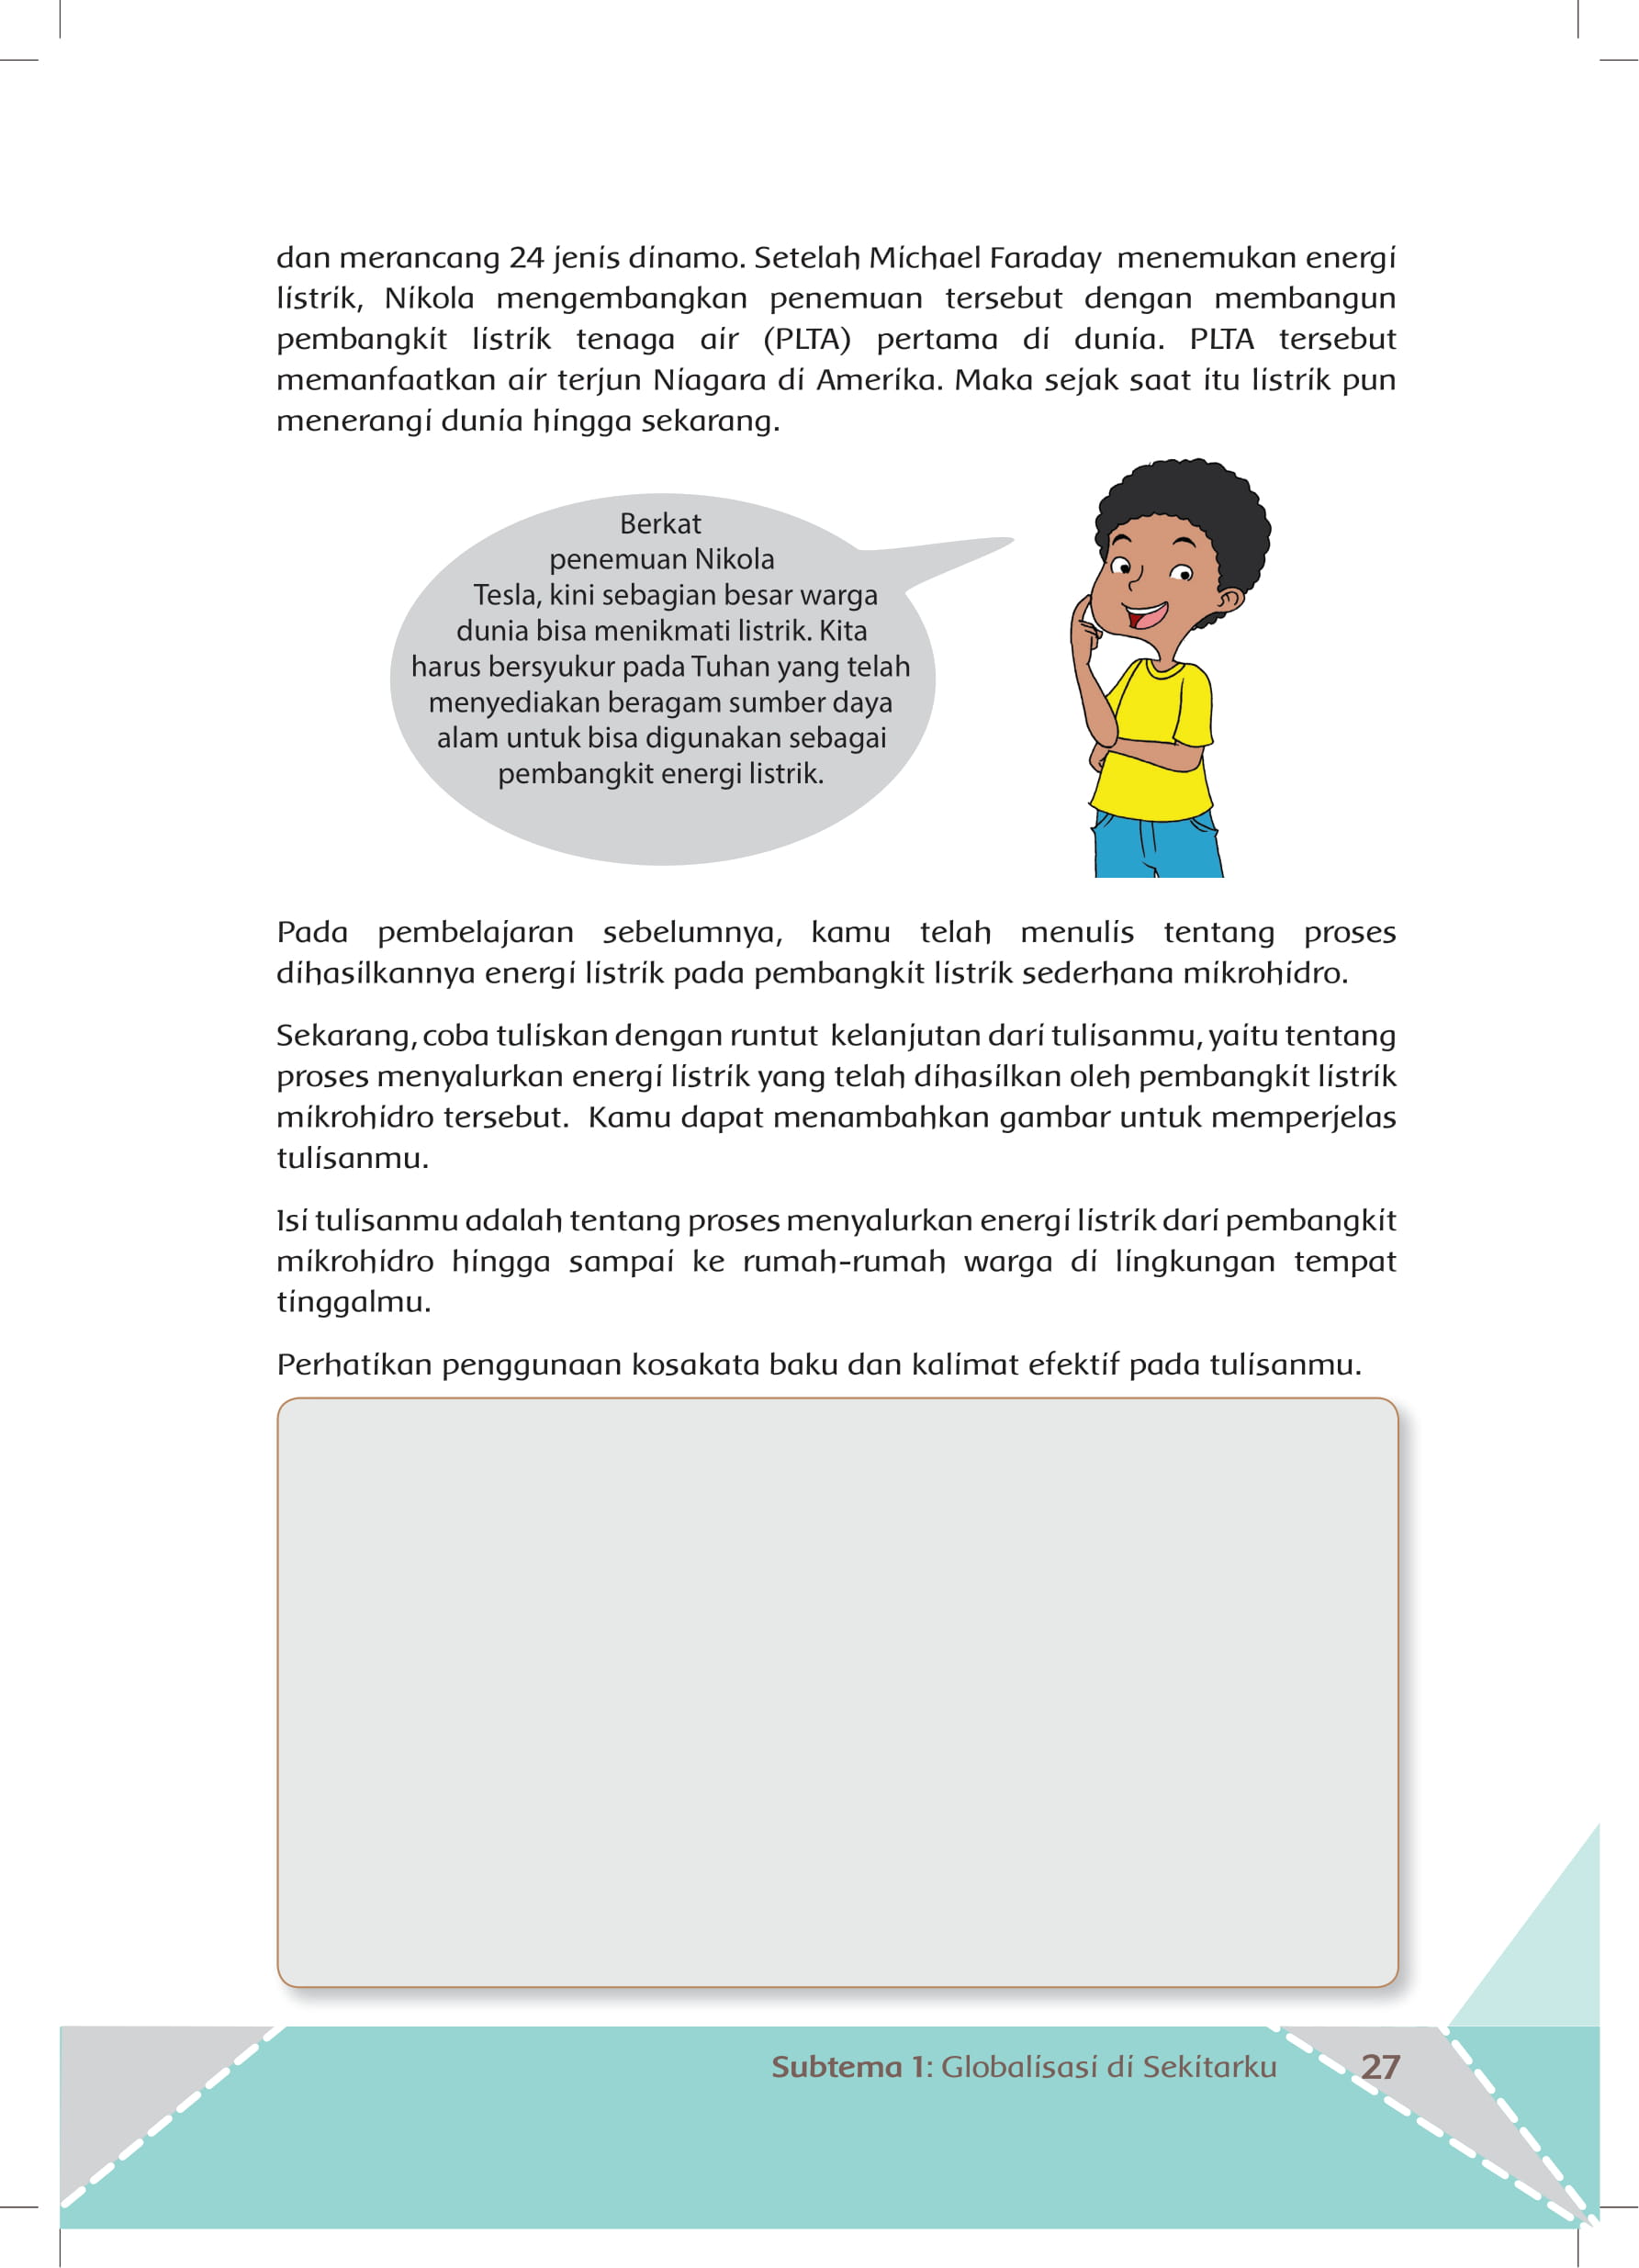 dan merancang 24 jenis dinamo. Setelah Michael Faraday menemukan energi
listrik, Nikola mengembangkan penemuan tersebut dengan membangun
pembangkit listrik tenaga air (PLTA) pertama di dunia. PLTA tersebut
memanfaatkan air terjun Niagara di Amerika. Maka sejak saat itu listrik pun
menerangi dunia hingga sekarang.
Berkat
penemuan Nikola
Tesla, kini sebagian besar warga
dunia bisa menikmati listrik. Kita
harus bersyukur pada Tuhan yang telah
menyediakan beragam sumber daya
alam untuk bisa digunakan sebagai
pembangkit energi listrik.
Pada pembelajaran sebelumnya, kamu telah menulis tentang proses
dihasilkannya energi listrik pada pembangkit listrik sederhana mikrohidro.
Sekarang, coba tuliskan dengan runtut kelanjutan dari tulisanmu, yaitu tentang
proses menyalurkan energi listrik yang telah dihasilkan oleh pembangkit listrik
mikrohidro tersebut. Kamu dapat menambahkan gambar untuk memperjelas
tulisanmu.
Isi tulisanmu adalah tentang proses menyalurkan energi listrik dari pembangkit
mikrohidro hingga sampai ke rumah-rumah warga di lingkungan tempat
tinggalmu.
Perhatikan penggunaan kosakata baku dan kalimat efektif pada tulisanmu.
Subtema 1: Globalisasi di Sekitarku 27